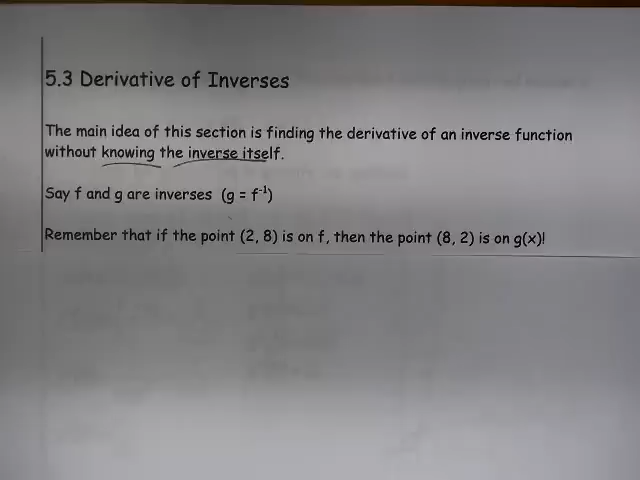 5.3 Derivative of Inverses
The main idea of this section is finding the derivative of an inverse function
without knowing the inverse itself.
Say f and g are inverses (g = f⁻¹)
Remember that if the point (2, 8) is on f, then the point (8, 2) is on g(x)!